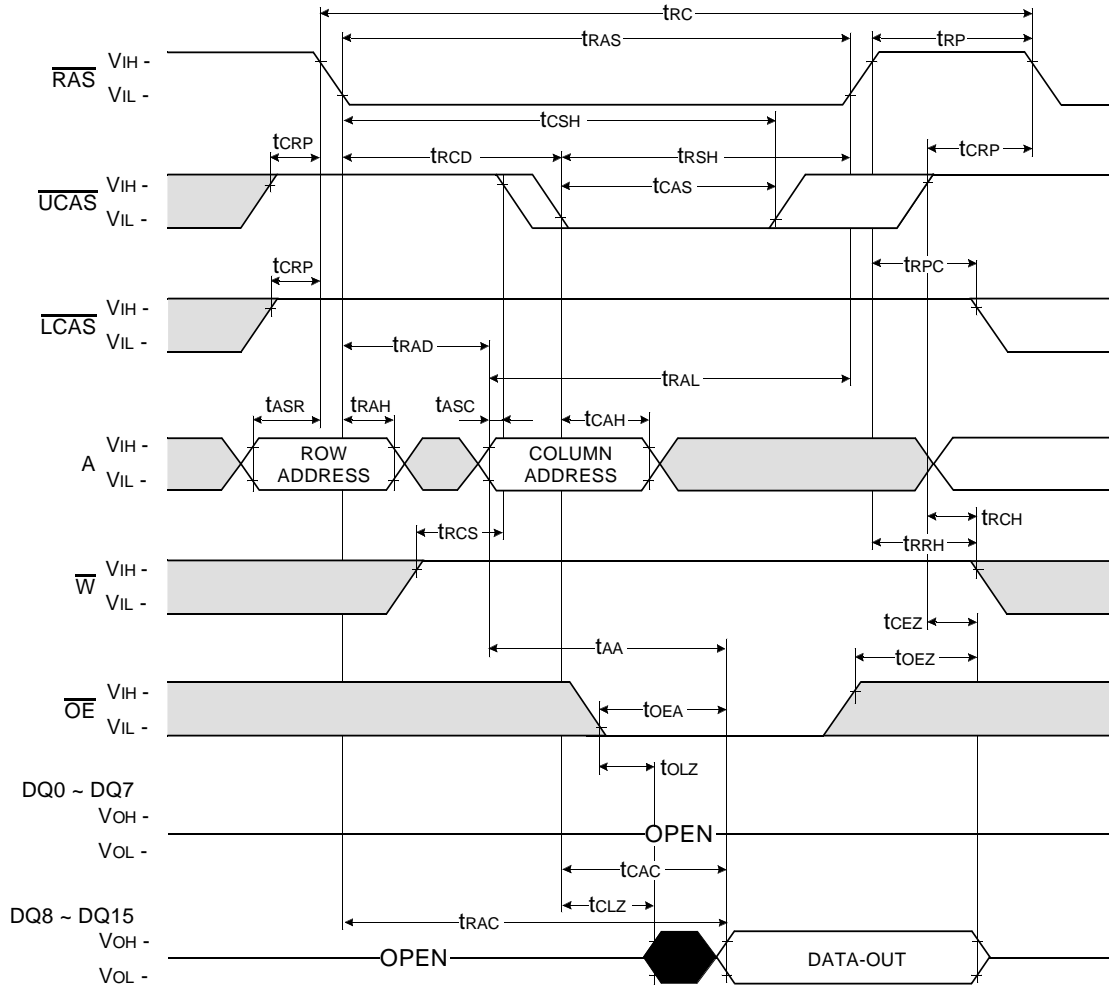 tRC
tRAS
tRP
RAS
VIH -
VIL -
tCSH
tCRP
tRCD
tRSH
tCRP
UCAS
VIH -
VIL -
tCAS
tRPC
tCRP
LCAS
VIH -
VIL -
tRAD
tRAL
tASR
tRAH
tASC
tCAH
A
VIH -
VIL -
ROW
ADDRESS
COLUMN
ADDRESS
tRCH
tRCS
tRRH
W
VIH -
VIL -
tCEZ
tAA
tOEZ
OE
VIH -
VIL -
tOEA
tOLZ
DQ0 ~ DQ7
VOH -
VOL -
OPEN
tCAC
tCLZ
DQ8 ~ DQ15
tRAC
VOH -
VOL -
OPEN
DATA-OUT